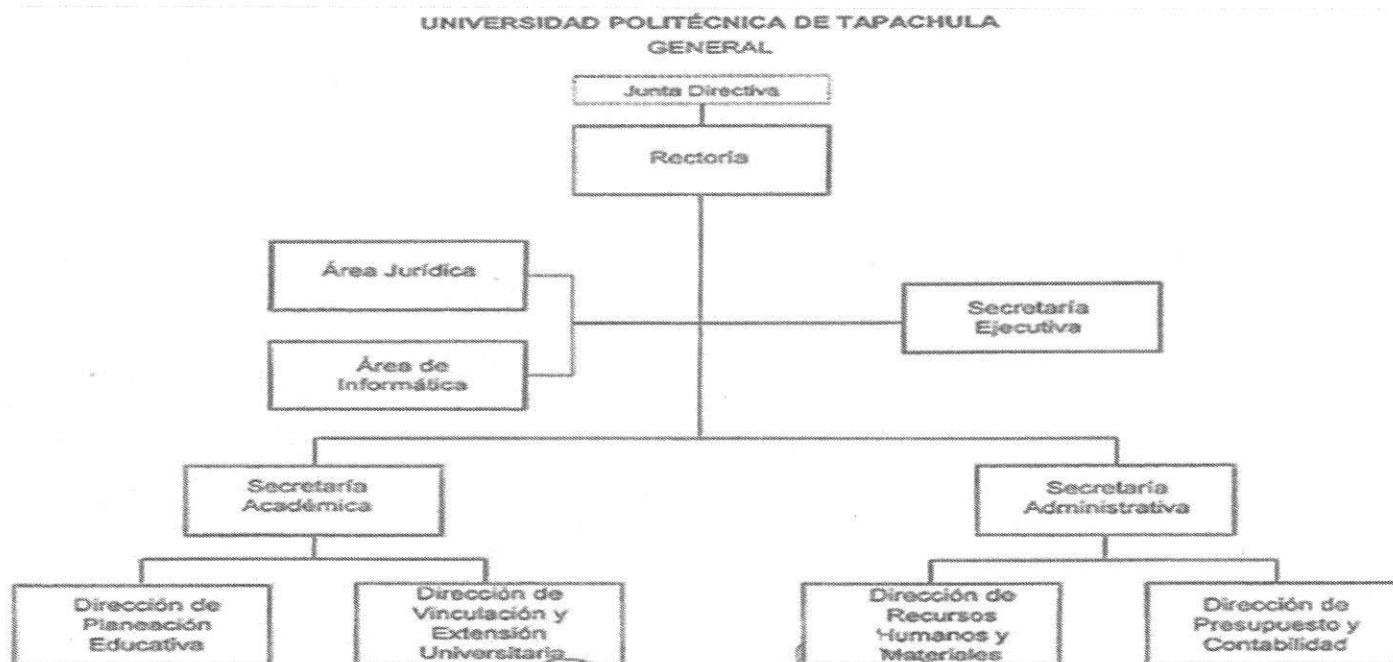 UNIVERSIDAD POLITÉCNICA DE TAPACHULA
GENERAL
Junta Directiva
Rectoría
Área Jurídica
Secretaría
Ejecutiva
Área de
Informática
Secretaría
Académica
Secretaría
Administrativa
Dirección de
Planeación
Educativa
Dirección de
Vinculación y
Extensión
Universitaria
Dirección de
Recursos
Humanos y
Materiales
Dirección de
Presupuesto y
Contabilidad